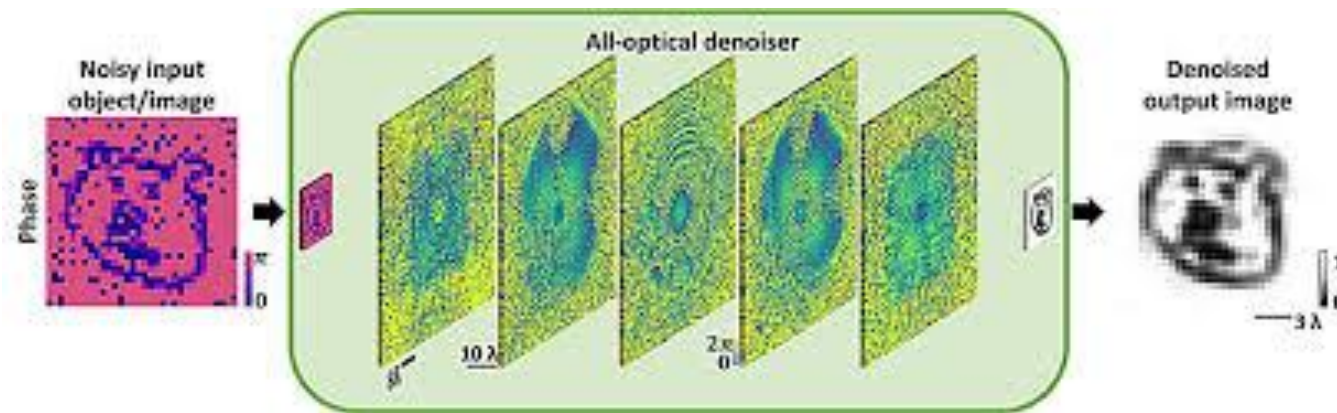 All-optical denoiser
Noisy input
object/image
Phase
π
0
10 λ
2π
0
Denoised
output image
3 λ